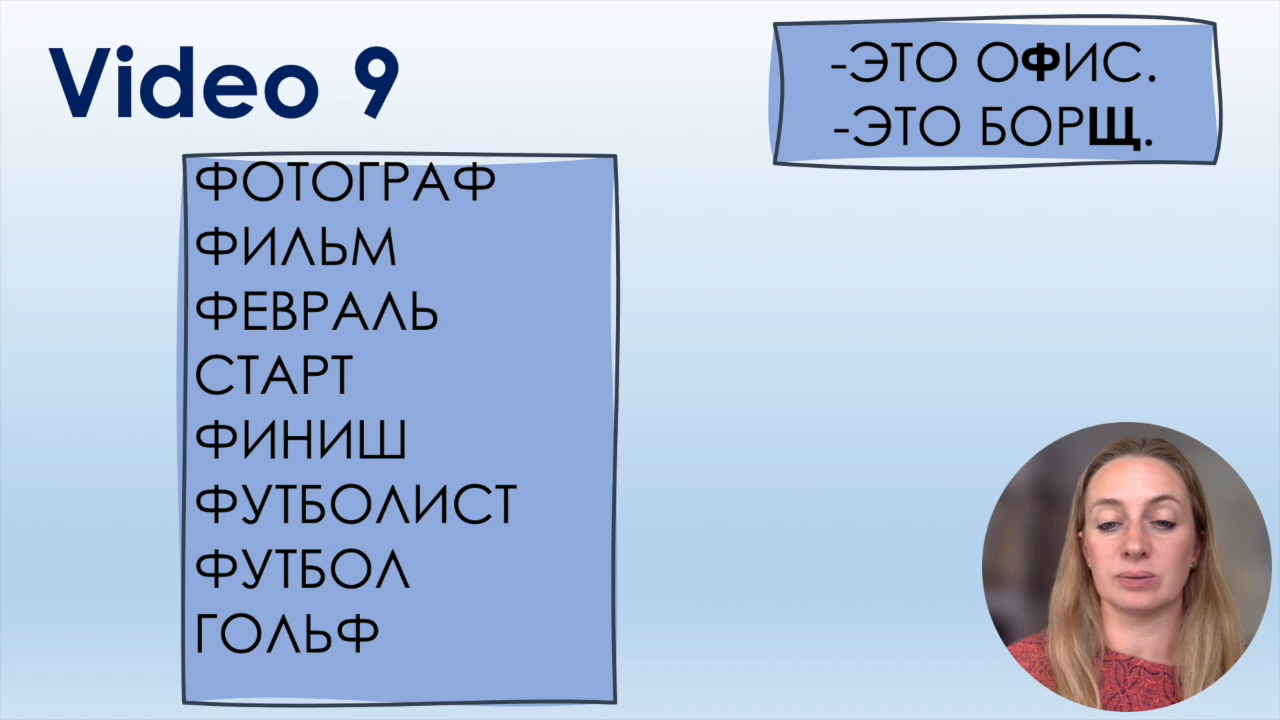 Video 9
-ЭТО ОФИС.
-ЭТО БОРЩ.
ФОТОГРАФ
ФИЛЬМ
ФЕВРАЛЬ
СТАРТ
ФИНИШ
ФУТБОЛИСТ
ФУТБОЛ
ГОЛЬФ